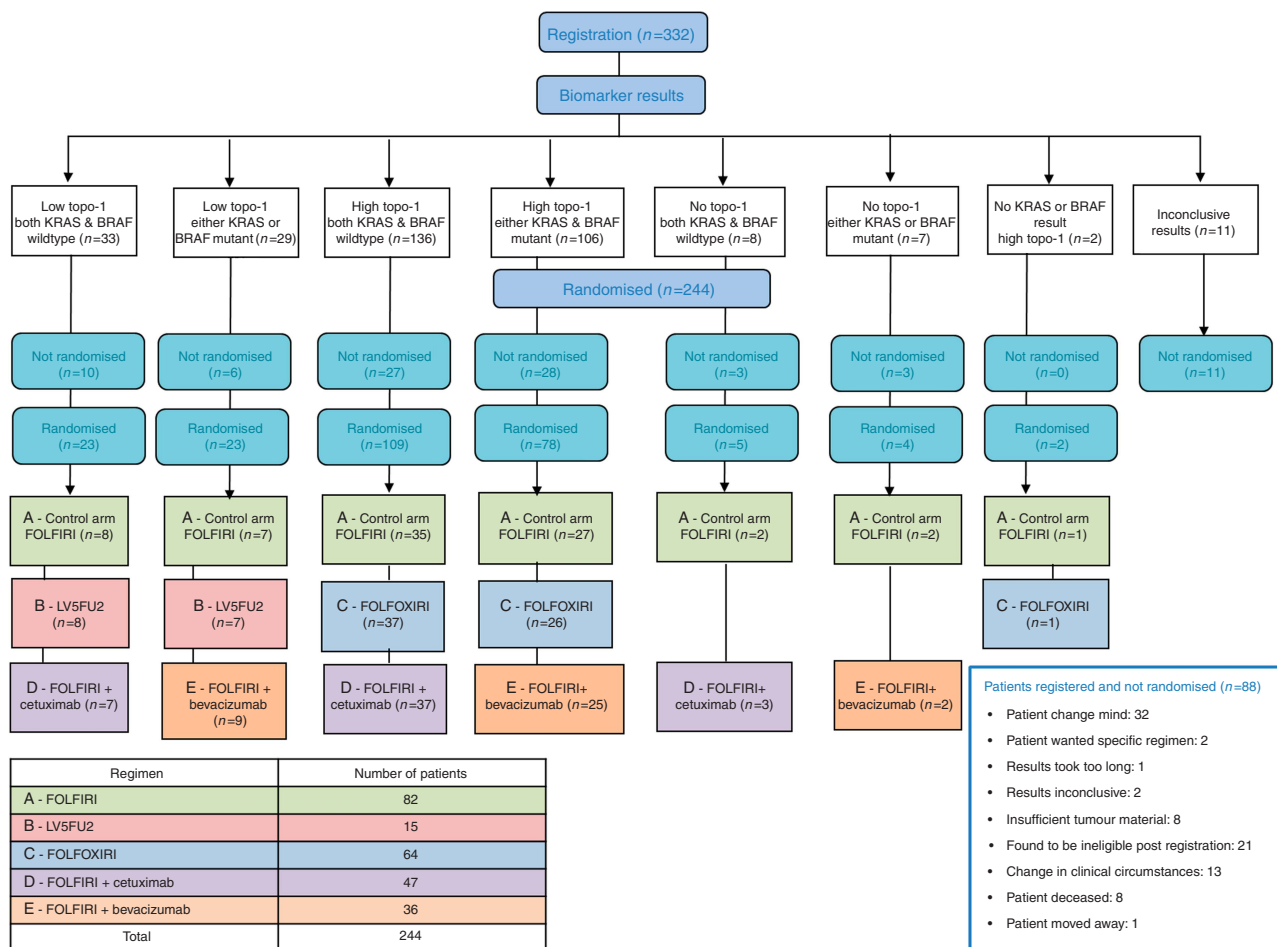 Registration (n=332)
Biomarker results
Low topo-1
both KRAS & BRAF
wildtype (n=33)
Low topo-1
either KRAS or
BRAF mutant (n=29)
High topo-1
both KRAS & BRAF
wildtype (n=136)
High topo-1
either KRAS & BRAF
mutant (n=106)
No topo-1
both KRAS & BRAF
wildtype (n=8)
No topo-1
either KRAS or BRAF
mutant (n=7)
No KRAS or BRAF
result
high topo-1 (n=2)
Inconclusive
results (n=11)
Randomised (n=244)
Not randomised
(n=10)
Not randomised
(n=6)
Not randomised
(n=27)
Not randomised
(n=28)
Not randomised
(n=3)
Not randomised
(n=3)
Not randomised
(n=0)
Not randomised
(n=11)
Randomised
(n=23)
Randomised
(n=23)
Randomised
(n=109)
Randomised
(n=78)
Randomised
(n=5)
Randomised
(n=4)
Randomised
(n=2)
A - Control arm
FOLFIRI (n=8)
A - Control arm
FOLFIRI (n=7)
A - Control arm
FOLFIRI (n=35)
A - Control arm
FOLFIRI (n=27)
A - Control arm
FOLFIRI (n=2)
A - Control arm
FOLFIRI (n=2)
A - Control arm
FOLFIRI (n=1)
B - LV5FU2
(n=8)
B - LV5FU2
(n=7)
C - FOLFOXIRI
(n=37)
C - FOLFOXIRI
(n=26)
C - FOLFOXIRI
(n=1)
D - FOLFIRI +
cetuximab (n=7)
E - FOLFIRI +
bevacizumab
(n=9)
D - FOLFIRI +
cetuximab (n=37)
E - FOLFIRI+
bevacizumab (n=25)
D - FOLFIRI+
cetuximab (n=3)
E - FOLFIRI+
bevacizumab (n=2)
Patients registered and not randomised (n=88)
• Patient change mind: 32
• Patient wanted specific regimen: 2
• Results took too long: 1
• Results inconclusive: 2
• Insufficient tumour material: 8
• Found to be ineligible post registration: 21
• Change in clinical circumstances: 13
• Patient deceased: 8
• Patient moved away: 1
Regimen Number of patients
A - FOLFIRI 82
B - LV5FU2 15
C - FOLFOXIRI 64
D - FOLFIRI + cetuximab 47
E - FOLFIRI + bevacizumab 36
Total 244